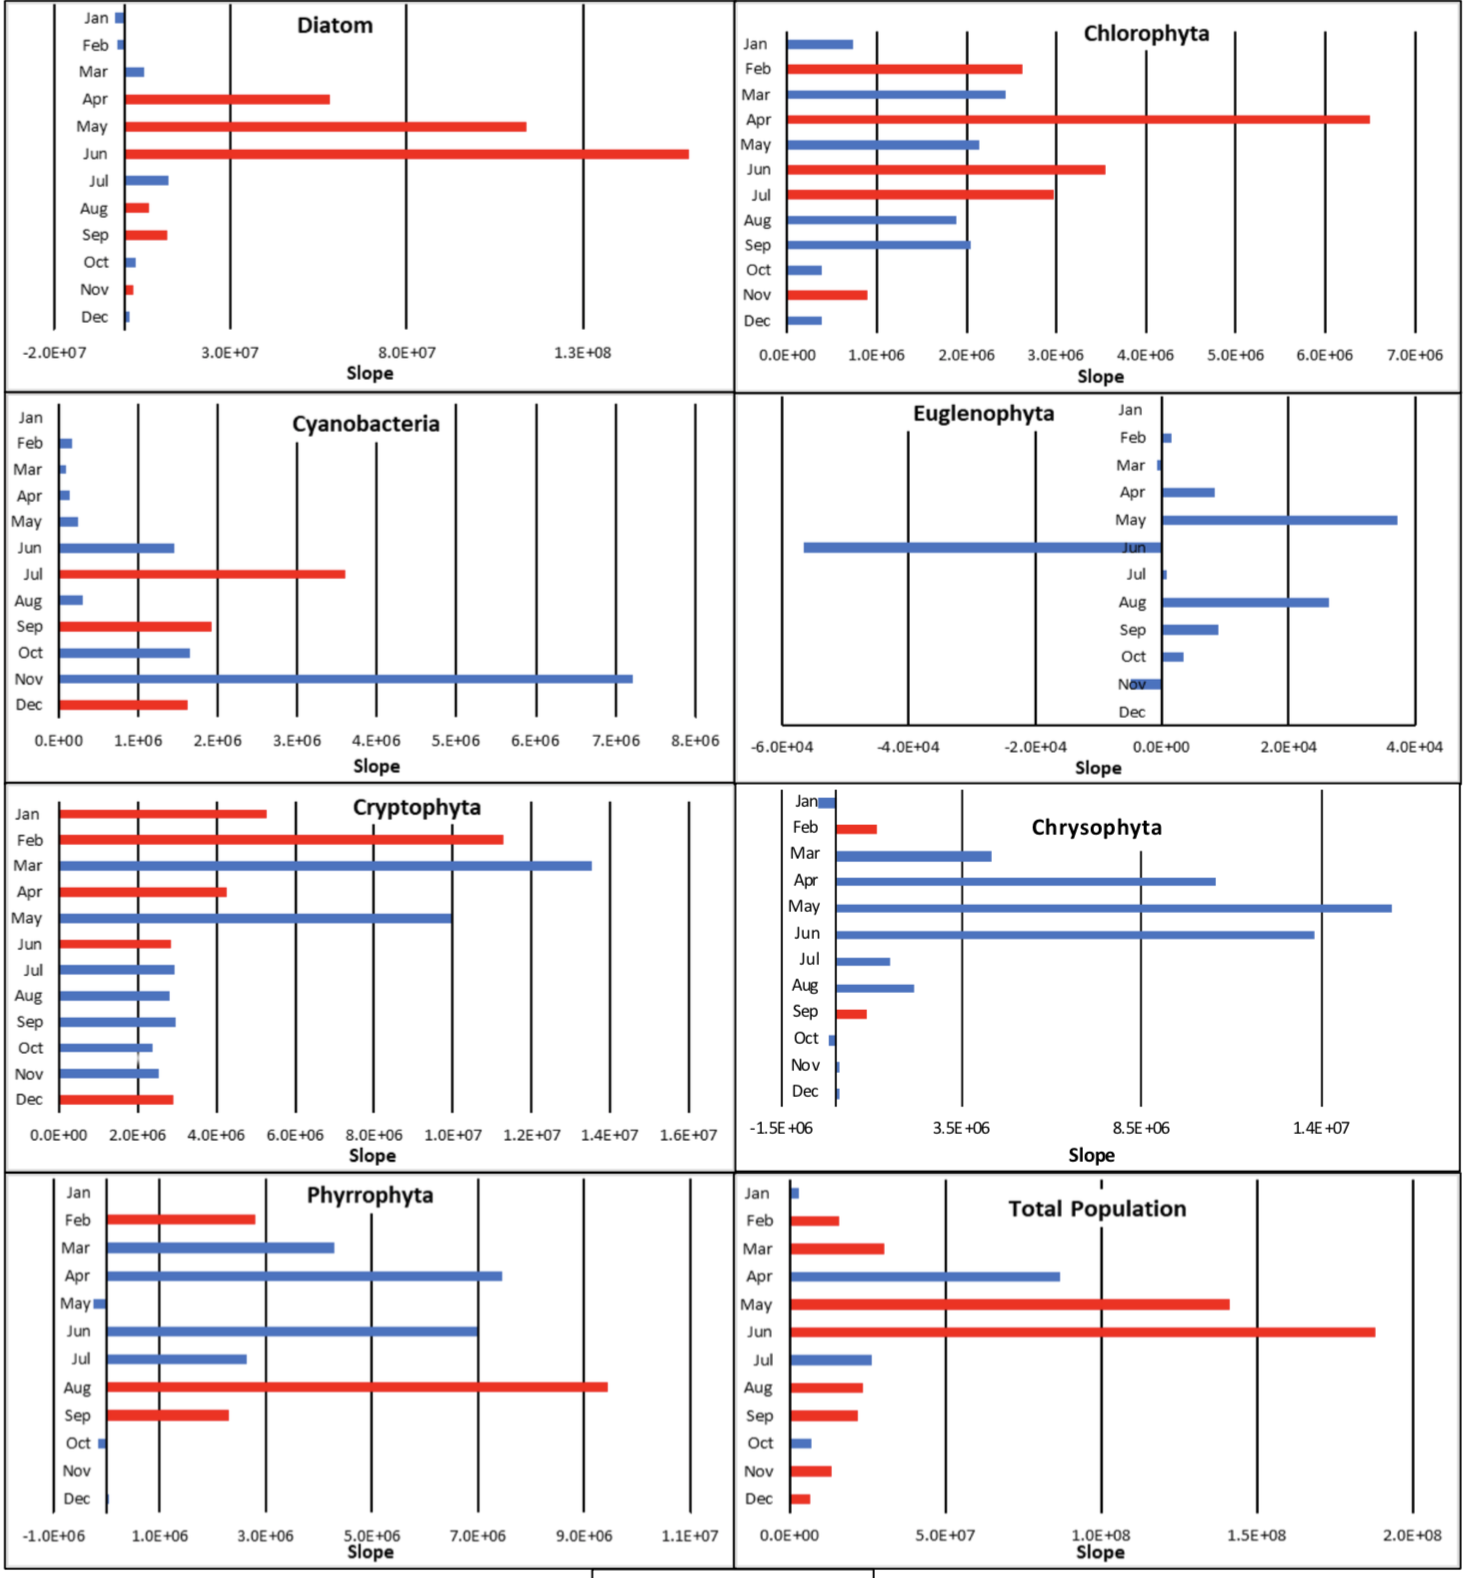 Diatom
Jan
Feb
Mar
Apr
May
Jun
Jul
Aug
Sep
Oct
Nov
Dec
-2.0E+07 3.0E+07 8.0E+07 1.3E+08
Slope
Chlorophyta
Jan
Feb
Mar
Apr
May
Jun
Jul
Aug
Sep
Oct
Nov
Dec
0.0E+00 1.0E+06 2.0E+06 3.0E+06 4.0E+06 5.0E+06 6.0E+06 7.0E+06
Slope
Cyanobacteria
Jan
Feb
Mar
Apr
May
Jun
Jul
Aug
Sep
Oct
Nov
Dec
0.E+00 1.E+06 2.E+06 3.E+06 4.E+06 5.E+06 6.E+06 7.E+06 8.E+06
Slope
Euglenophyta
Jan
Feb
Mar
Apr
May
Jun
Jul
Aug
Sep
Oct
Nov
Dec
-6.0E+04 -4.0E+04 -2.0E+04 0.0E+00 2.0E+04 4.0E+04
Slope
Cryptophyta
Jan
Feb
Mar
Apr
May
Jun
Jul
Aug
Sep
Oct
Nov
Dec
0.0E+00 2.0E+06 4.0E+06 6.0E+06 8.0E+06 1.0E+07 1.2E+07 1.4E+07 1.6E+07
Slope
Chrysophyta
Jan
Feb
Mar
Apr
May
Jun
Jul
Aug
Sep
Oct
Nov
Dec
-1.5E+06 3.5E+06 8.5E+06 1.4E+07
Slope
Phyrrophyta
Jan
Feb
Mar
Apr
May
Jun
Jul
Aug
Sep
Oct
Nov
Dec
-1.0E+06 1.0E+06 3.0E+06 5.0E+06 7.0E+06 9.0E+06 1.1E+07
Slope
Total Population
Jan
Feb
Mar
Apr
May
Jun
Jul
Aug
Sep
Oct
Nov
Dec
0.0E+00 5.0E+07 1.0E+08 1.5E+08 2.0E+08
Slope